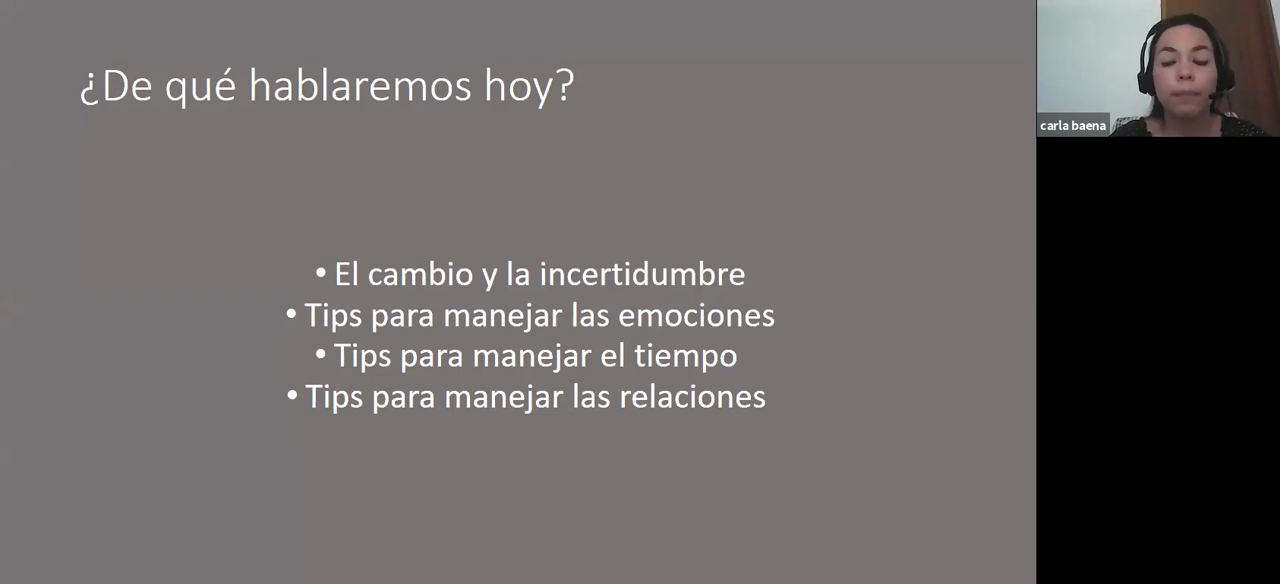 ¿De qué hablaremos hoy?
• El cambio y la incertidumbre
• Tips para manejar las emociones
• Tips para manejar el tiempo
• Tips para manejar las relaciones
carla baena